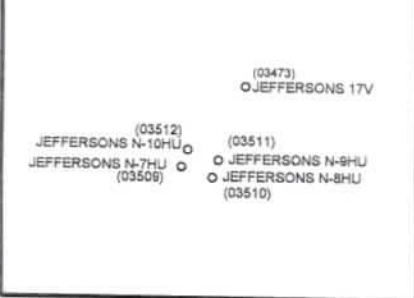 (03473)
JEFFERSONS 17V
(03512)
JEFFERSONS N-10HU
JEFFERSONS N-7HU
(03509)
(03511)
JEFFERSONS N-9HU
JEFFERSONS N-8HU
(03510)